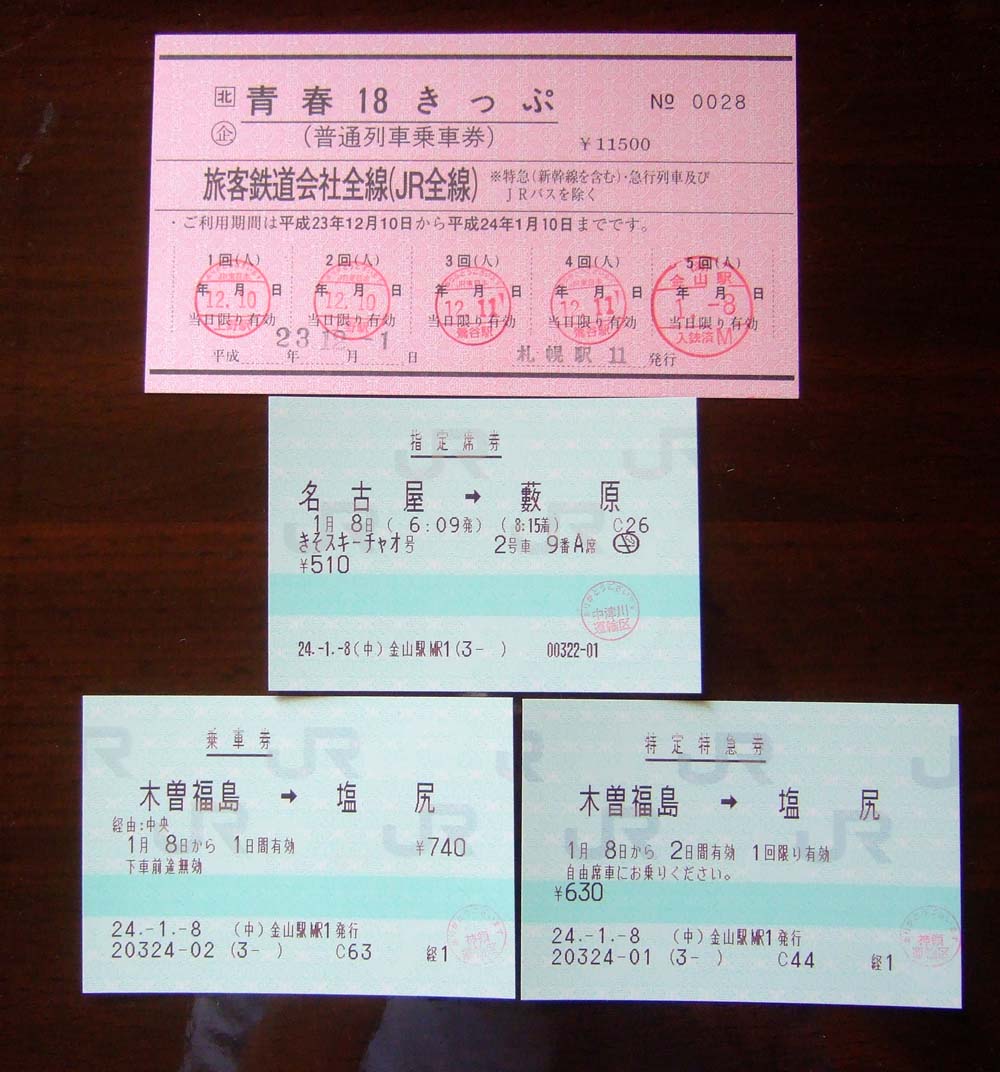 北 青春18きっぷ № 0028
企 (普通列車乗車券) ¥11500
旅客鉄道会社全線(JR全線) ※特急(新幹線を含む)・急行列車及び
JRバスを除く
・ご利用期間は平成23年12月10日から平成24年1月10日までです。
1回(人) 2回(人) 3回(人) 4回(人) 5回(人)
年 月 日 年 月 日 年 月 日 年 月 日 年 月 日
12.10 12.10 12.11 12.11 -8
当日限り有効 当日限り有効 当日限り有効 当日限り有効 当日限り有効
鶯谷駅 鶯谷駅 金山駅 入鋏済M
平成 23年12月-1日 札幌駅 11 発行
指定席券
名古屋 → 藪原
1月 8日 ( 6:09発) ( 8:15着) C26
きそスキーチャオ号 2号車 9番A席
¥510
中津川
運輸区
24.-1.-8(中)金山駅MR1(3- ) 00322-01
乗車券
木曽福島 → 塩尻
経由:中央
1月 8日から 1日間有効 ¥740
下車前途無効
24.-1.-8 (中)金山駅MR1発行
20324-02 (3- ) C63 経1
特定特急券
木曽福島 → 塩尻
1月 8日から 2日間有効 1回限り有効
自由席車にお乗りください。
¥630
24.-1.-8 (中)金山駅MR1発行
20324-01 (3- ) C44 経1